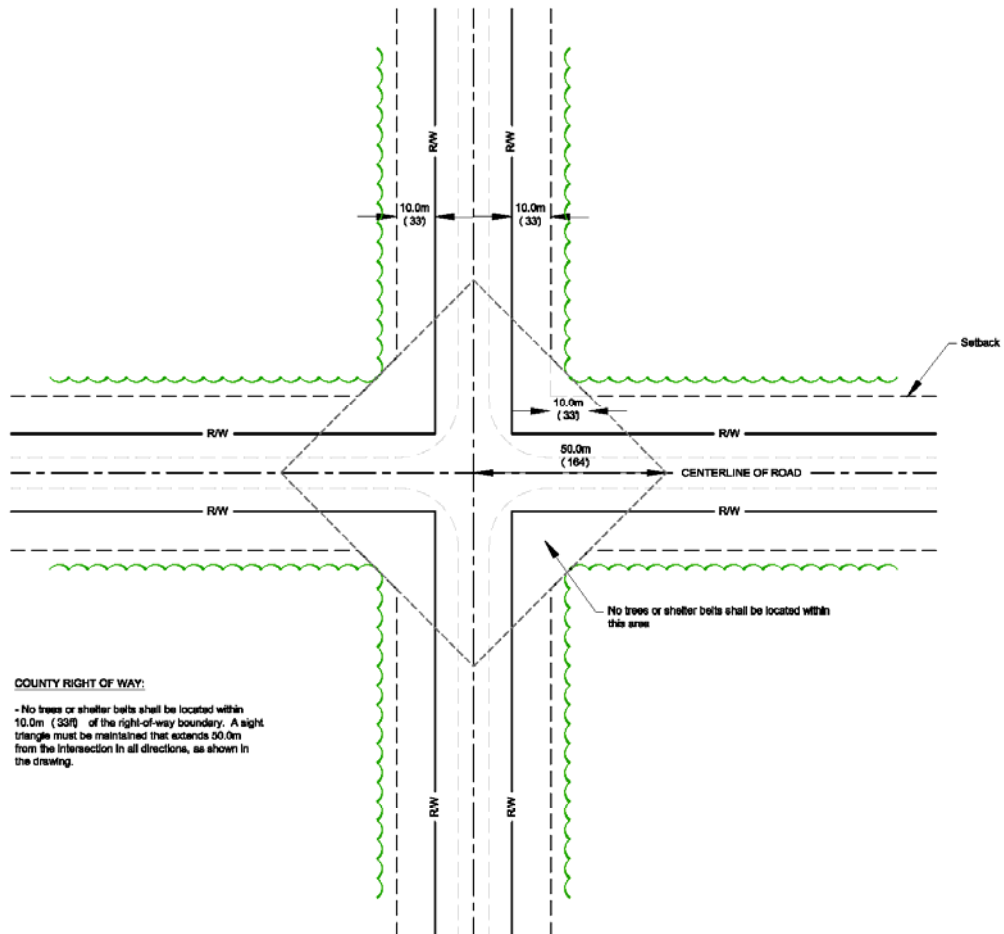 R/W
R/W
10.0m
( 33')
10.0m
( 33')
Setback
10.0m
( 33')
R/W
R/W
50.0m
(164)
CENTERLINE OF ROAD
R/W
R/W
No trees or shelter belts shall be located within
this area
COUNTY RIGHT OF WAY:
- No trees or shelter belts shall be located within
10.0m ( 33ft) of the right-of-way boundary. A sight
triangle must be maintained that extends 50.0m
from the intersection in all directions, as shown in
the drawing.
R/W
R/W